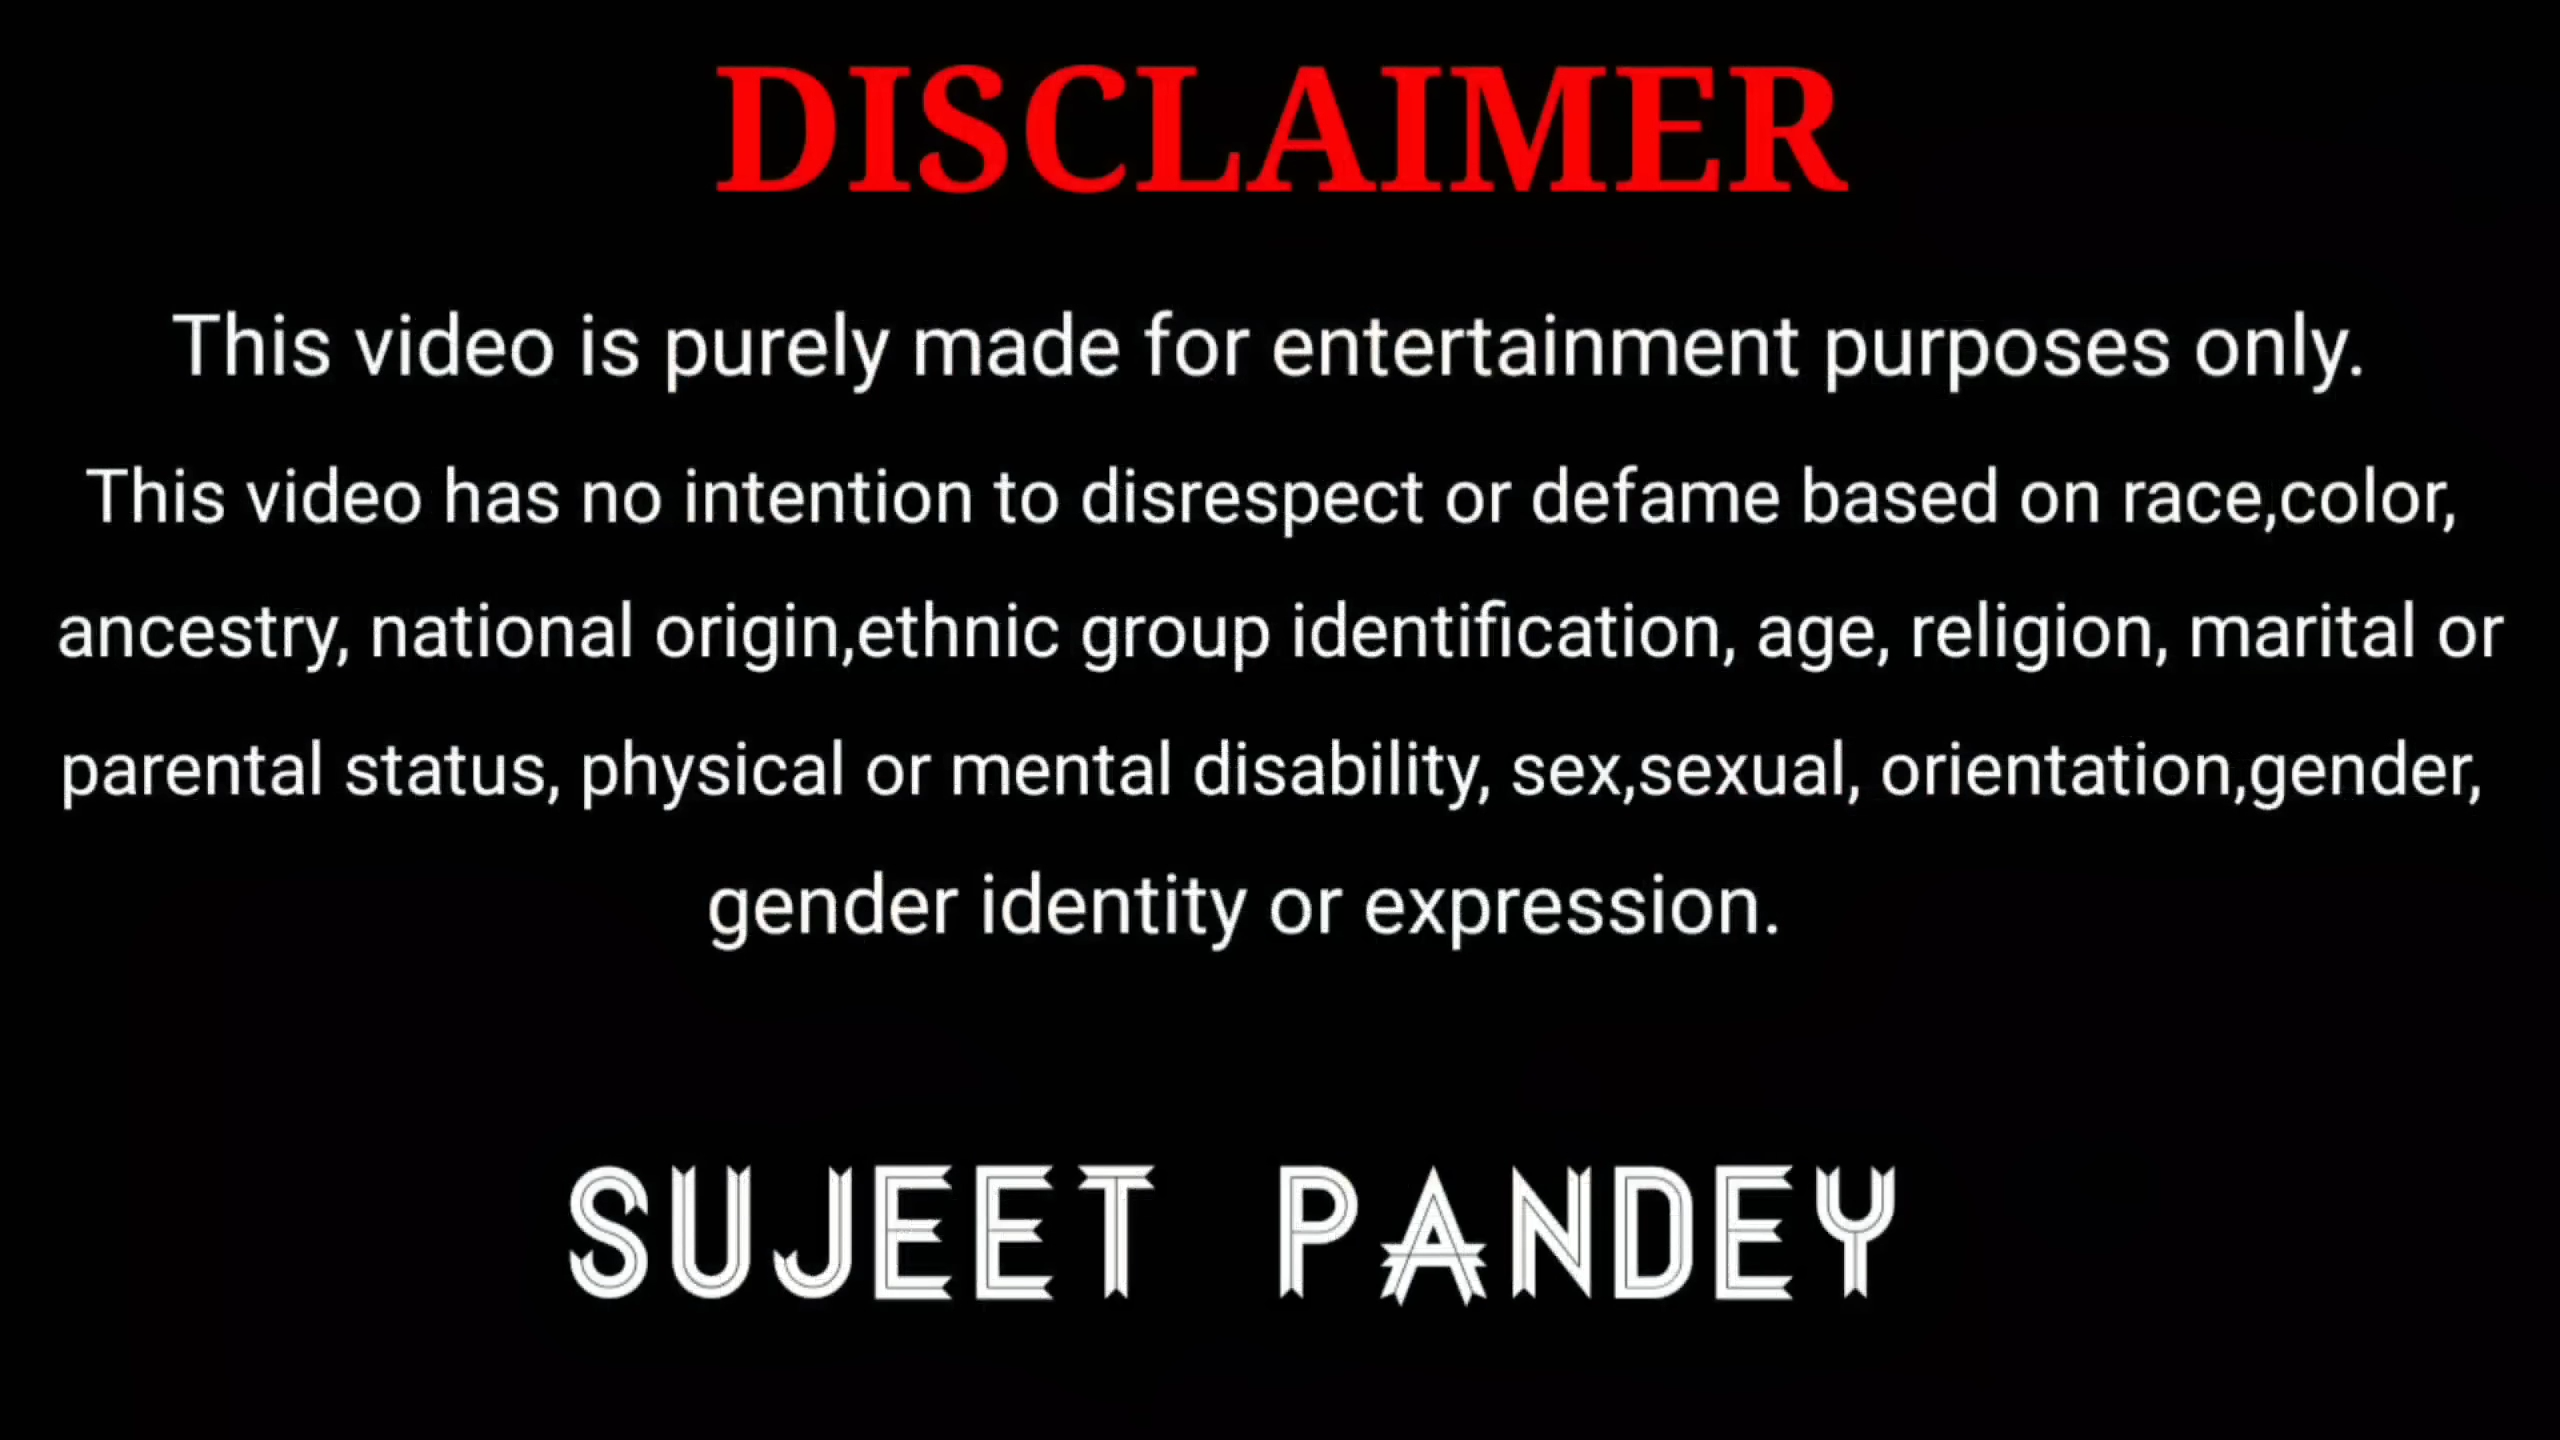 DISCLAIMER
This video is purely made for entertainment purposes only.
This video has no intention to disrespect or defame based on race,color,
ancestry, national origin,ethnic group identification, age, religion, marital or
parental status, physical or mental disability, sex,sexual, orientation,gender,
gender identity or expression.
SUJEET PANDEY